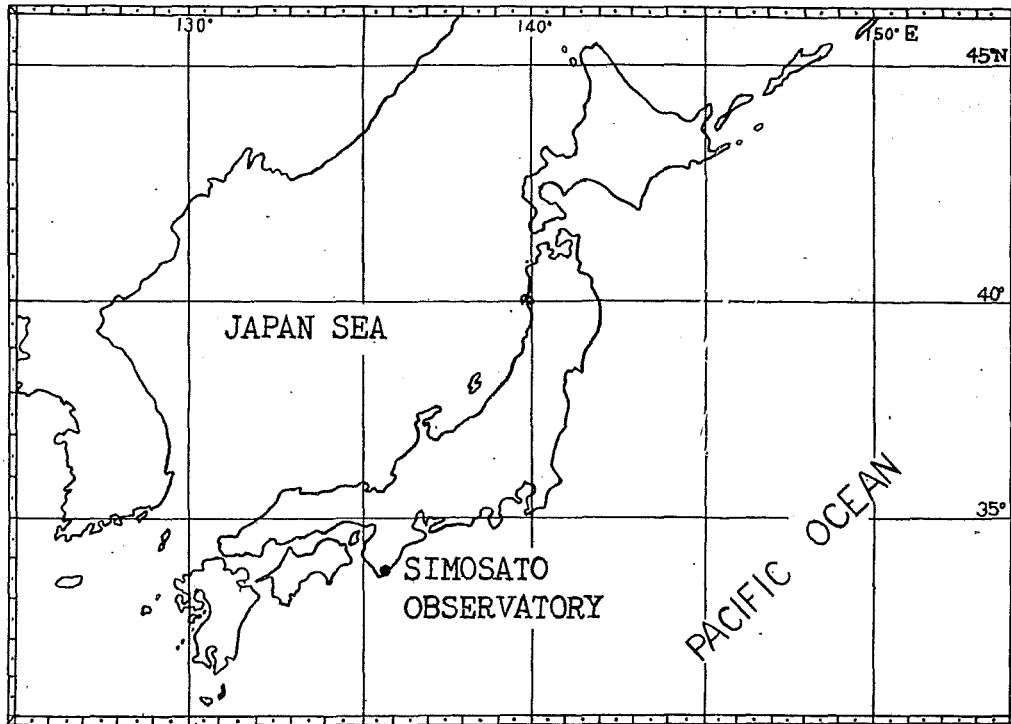 130°
140°
150° E
45°N
40°
JAPAN SEA
35°
PACIFIC OCEAN
SIMOSATO
OBSERVATORY